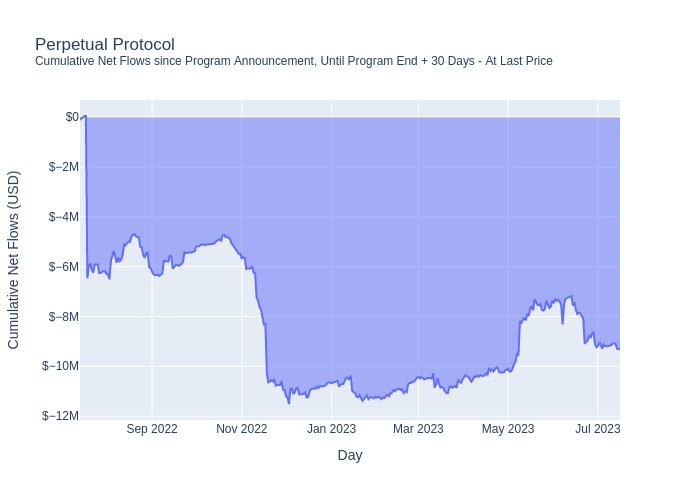 Perpetual Protocol
Cumulative Net Flows since Program Announcement, Until Program End + 30 Days - At Last Price
Cumulative Net Flows (USD)
$0
$−2M
$−4M
$−6M
$−8M
$−10M
$−12M
Sep 2022 Nov 2022 Jan 2023 Mar 2023 May 2023 Jul 2023
Day